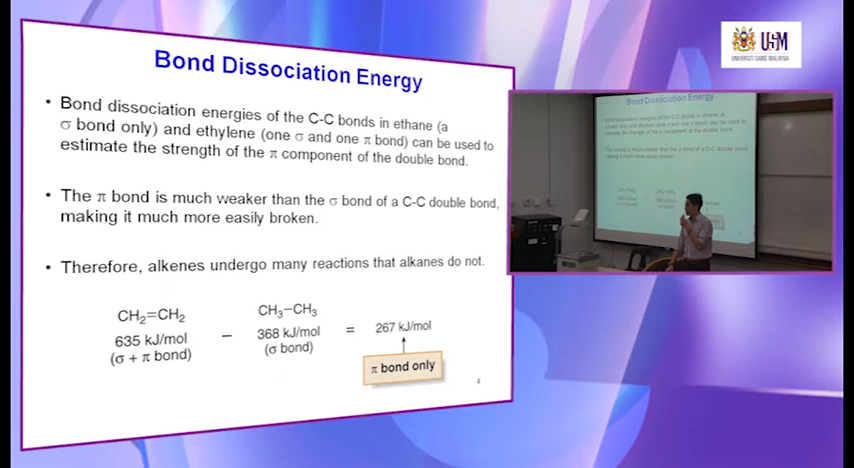 Bond Dissociation Energy
• Bond dissociation energies of the C-C bonds in ethane (a
σ bond only) and ethylene (one σ and one π bond) can be used to
estimate the strength of the π component of the double bond.
• The π bond is much weaker than the σ bond of a C-C double bond,
making it much more easily broken.
• Therefore, alkenes undergo many reactions that alkanes do not.
CH₂=CH₂ CH₃−CH₃
635 kJ/mol − 368 kJ/mol = 267 kJ/mol
(σ + π bond) (σ bond)
π bond only
4
USM
UNIVERSITI SAINS MALAYSIA
Bond Dissociation Energy